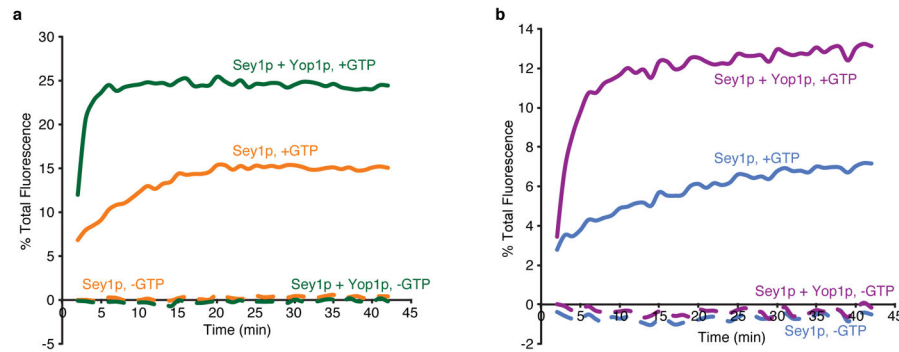 a
30
25
20
15
10
5
0
-5
% Total Fluorescence
Sey1p + Yop1p, +GTP
Sey1p, +GTP
Sey1p, -GTP
Sey1p + Yop1p, -GTP
0 5 10 15 20 25 30 35 40 45
Time (min)
b
14
12
10
8
6
4
2
0
-2
% Total Fluorescence
Sey1p + Yop1p, +GTP
Sey1p, +GTP
Sey1p + Yop1p, -GTP
0 5 10 15 20 25 30 35 40 45
Time (min)
Sey1p, -GTP